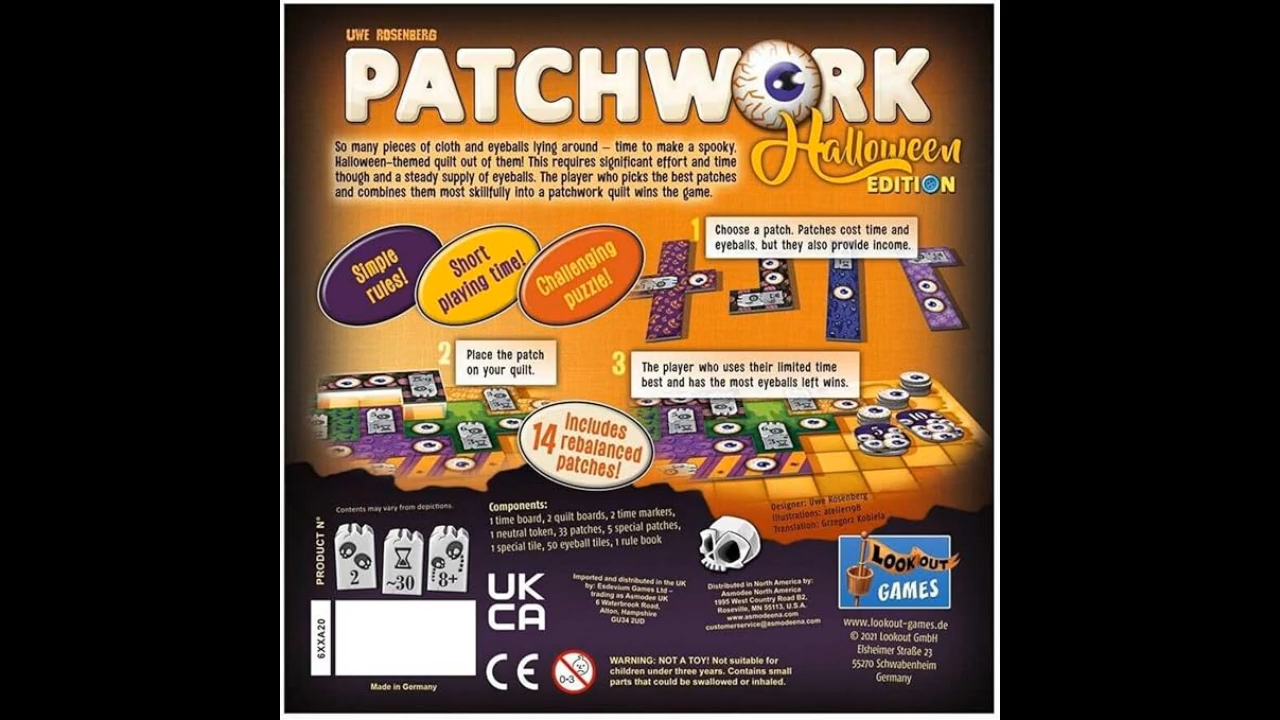 UWE ROSENBERG
PATCHWORK
Halloween
EDITION
So many pieces of cloth and eyeballs lying around – time to make a spooky,
Halloween-themed quilt out of them! This requires significant effort and time
though and a steady supply of eyeballs. The player who picks the best patches
and combines them most skillfully into a patchwork quilt wins the game.
Simple
rules!
Short
playing time!
Challenging
puzzle!
1
Choose a patch. Patches cost time and
eyeballs, but they also provide income.
2
Place the patch
on your quilt.
3
The player who uses their limited time
best and has the most eyeballs left wins.
5
10
Includes
14 rebalanced
patches!
Contents may vary from depictions.
PRODUCT N°
6XXA20
2
~30
8+
Made in Germany
Components:
1 time board, 2 quilt boards, 2 time markers,
1 neutral token, 33 patches, 5 special patches,
1 special tile, 50 eyeball tiles, 1 rule book
Designer: Uwe Rosenberg
Illustrations: atelier198
Translation: Grzegorz Kobiela
UK
CA
CE
0-3
Imported and distributed in the UK
by: Esdevium Games Ltd –
trading as Asmodee UK
6 Waterbrook Road,
Alton, Hampshire
GU34 2UD
Distributed in North America by:
Asmodee North America
1995 West Country Road B2,
Roseville, MN 55113, U.S.A.
www.asmodeena.com
customerservice@asmodeena.com
WARNING: NOT A TOY! Not suitable for
children under three years. Contains small
parts that could be swallowed or inhaled.
LOOKOUT
GAMES
www.lookout-games.de
© 2021 Lookout GmbH
Elsheimer Straße 23
55270 Schwabenheim
Germany